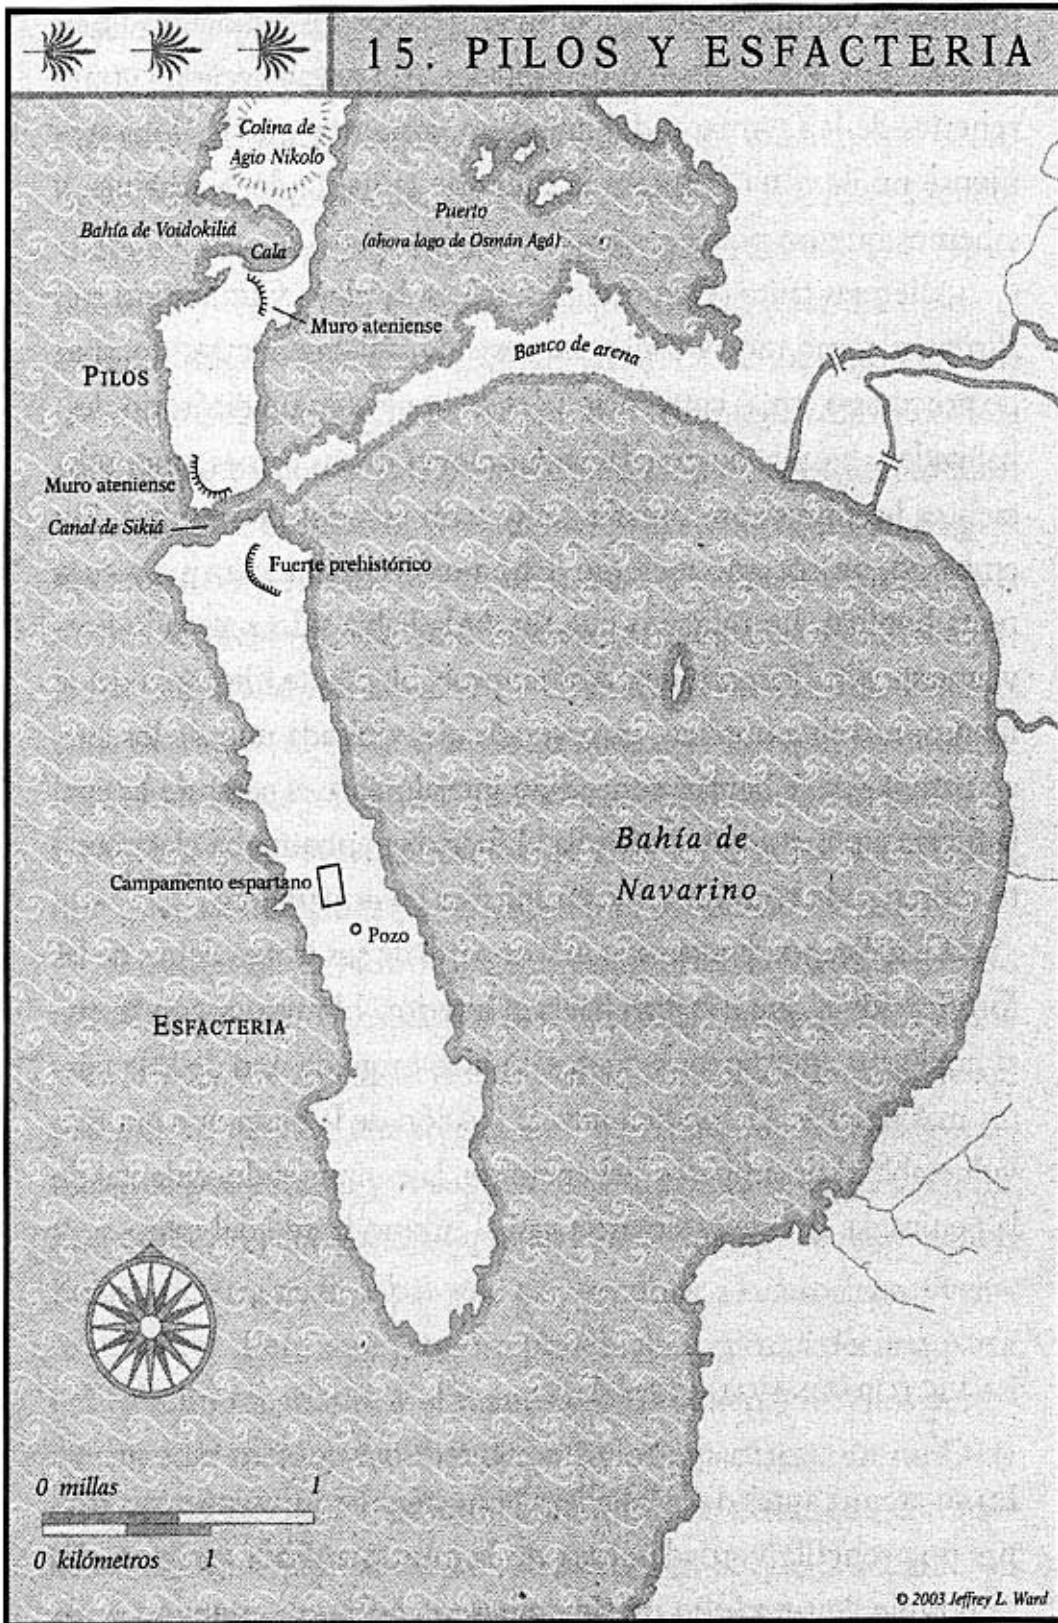 15. PILOS Y ESFACTERIA
Colina de
Agio Nikolo
Bahía de Voidokiliá
Cala
Puerto
(ahora lago de Osmán Agá)
Muro ateniense
Banco de arena
PILOS
Muro ateniense
Canal de Sikiá
Fuerte prehistórico
Bahía de
Navarino
Campamento espartano
Pozo
ESFACTERIA
0 millas 1
0 kilómetros 1
© 2003 Jeffrey L. Ward